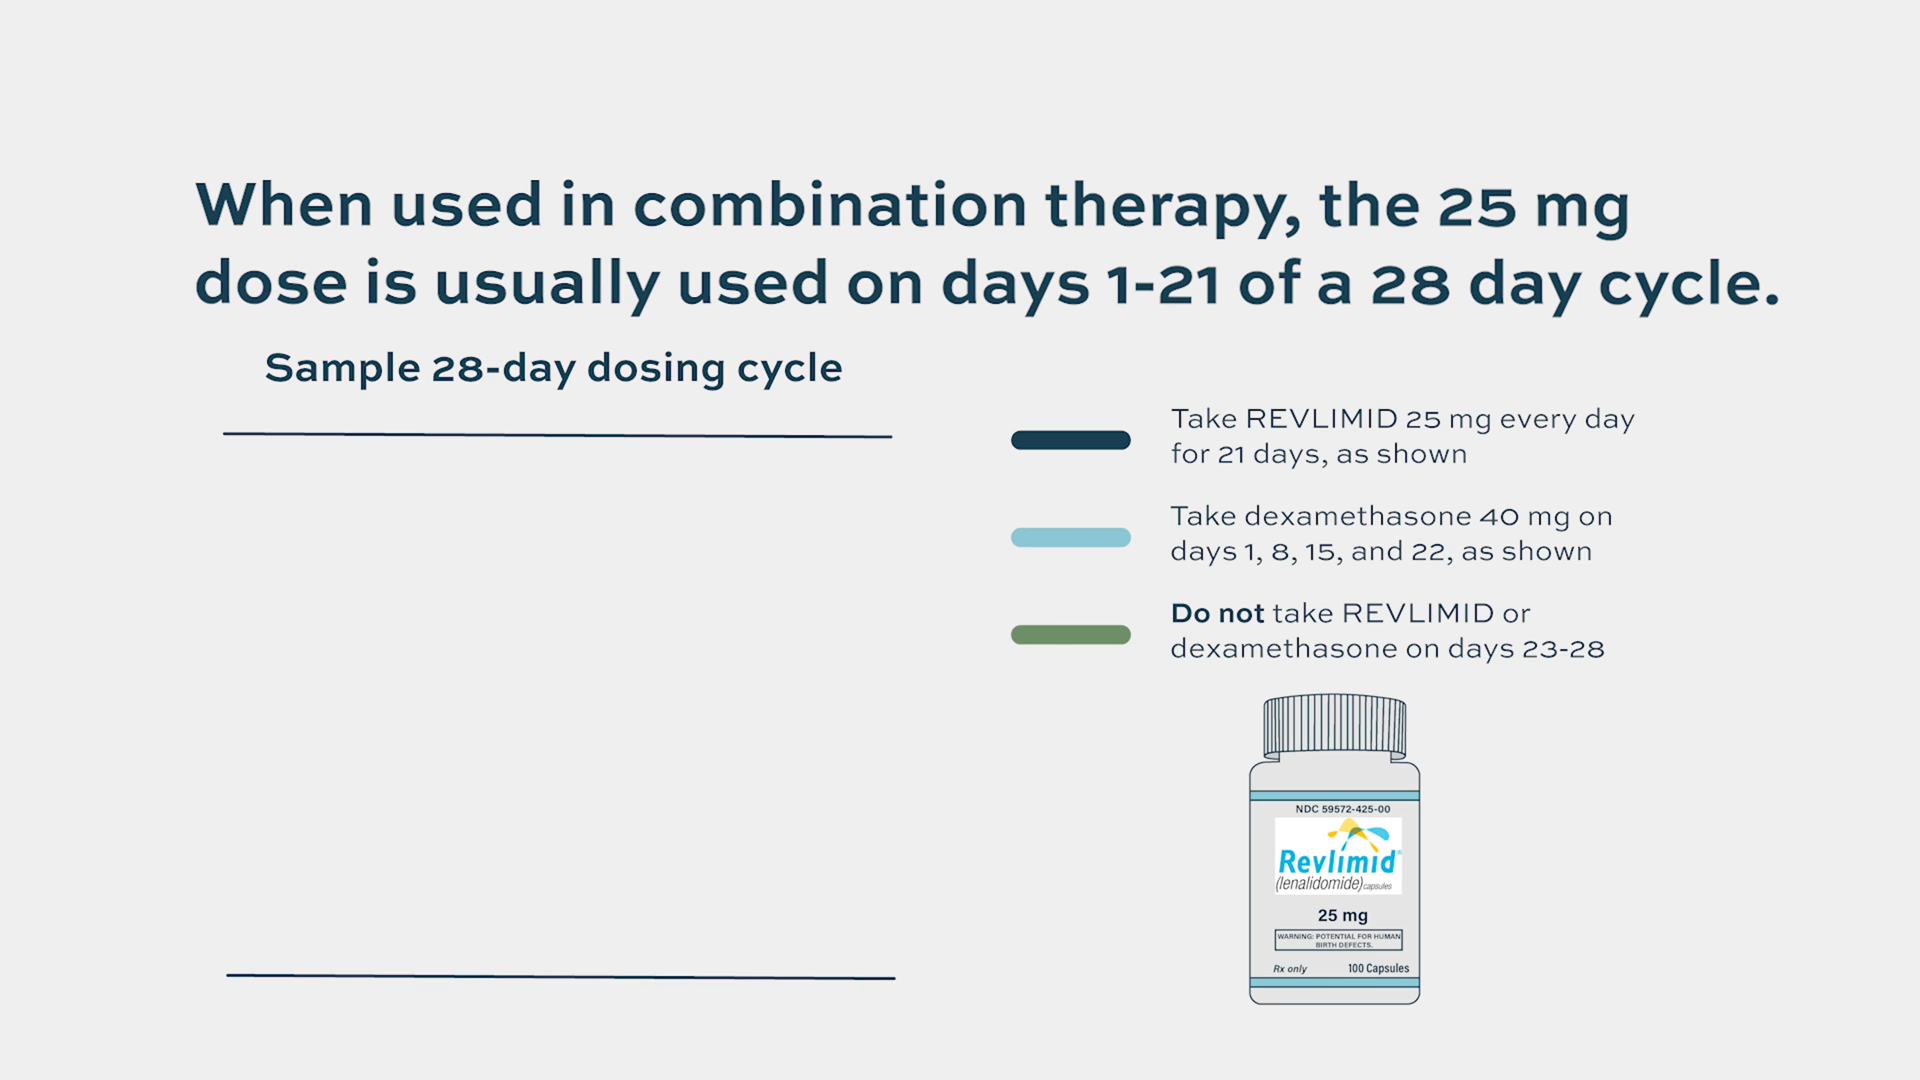 When used in combination therapy, the 25 mg
dose is usually used on days 1-21 of a 28 day cycle.
Sample 28-day dosing cycle
Take REVLIMID 25 mg every day
for 21 days, as shown
Take dexamethasone 40 mg on
days 1, 8, 15, and 22, as shown
Do not take REVLIMID or
dexamethasone on days 23-28
NDC 59572-425-00
Revlimid®
(lenalidomide) capsules
25 mg
WARNING: POTENTIAL FOR HUMAN
BIRTH DEFECTS.
Rx only 100 Capsules